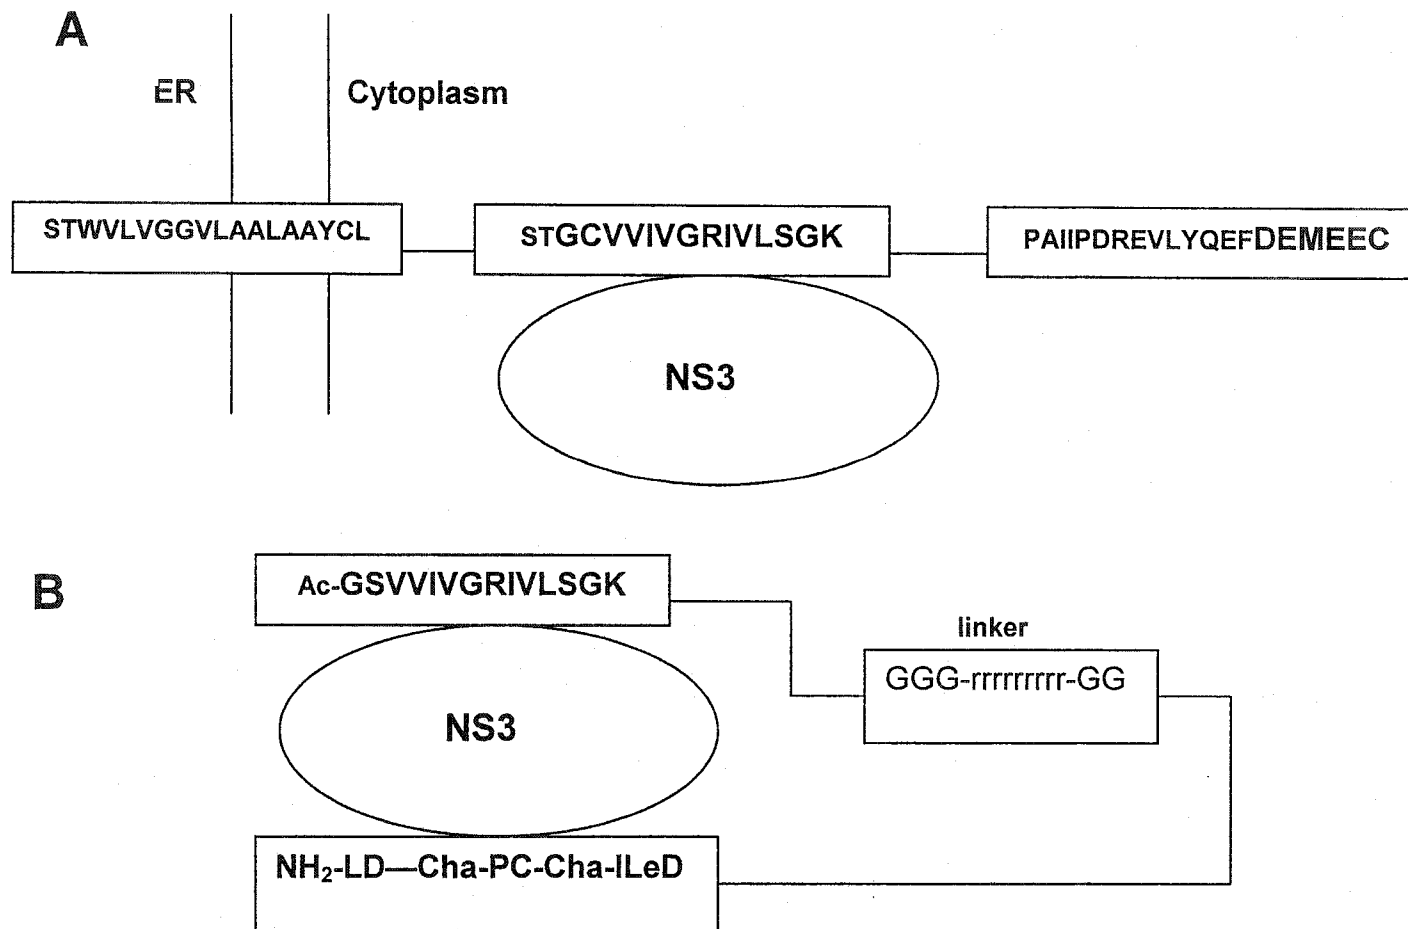 A
ER
Cytoplasm
STWVLVGGVLAALAAYCL
STGCVVIVGRIVLSGK
PAIIPDREVLYQEFDEMEEC
NS3
B
Ac-GSVVIVGRIVLSGK
linker
GGG-rrrrrrrrr-GG
NS3
NH₂-LD—Cha-PC-Cha-ILeD